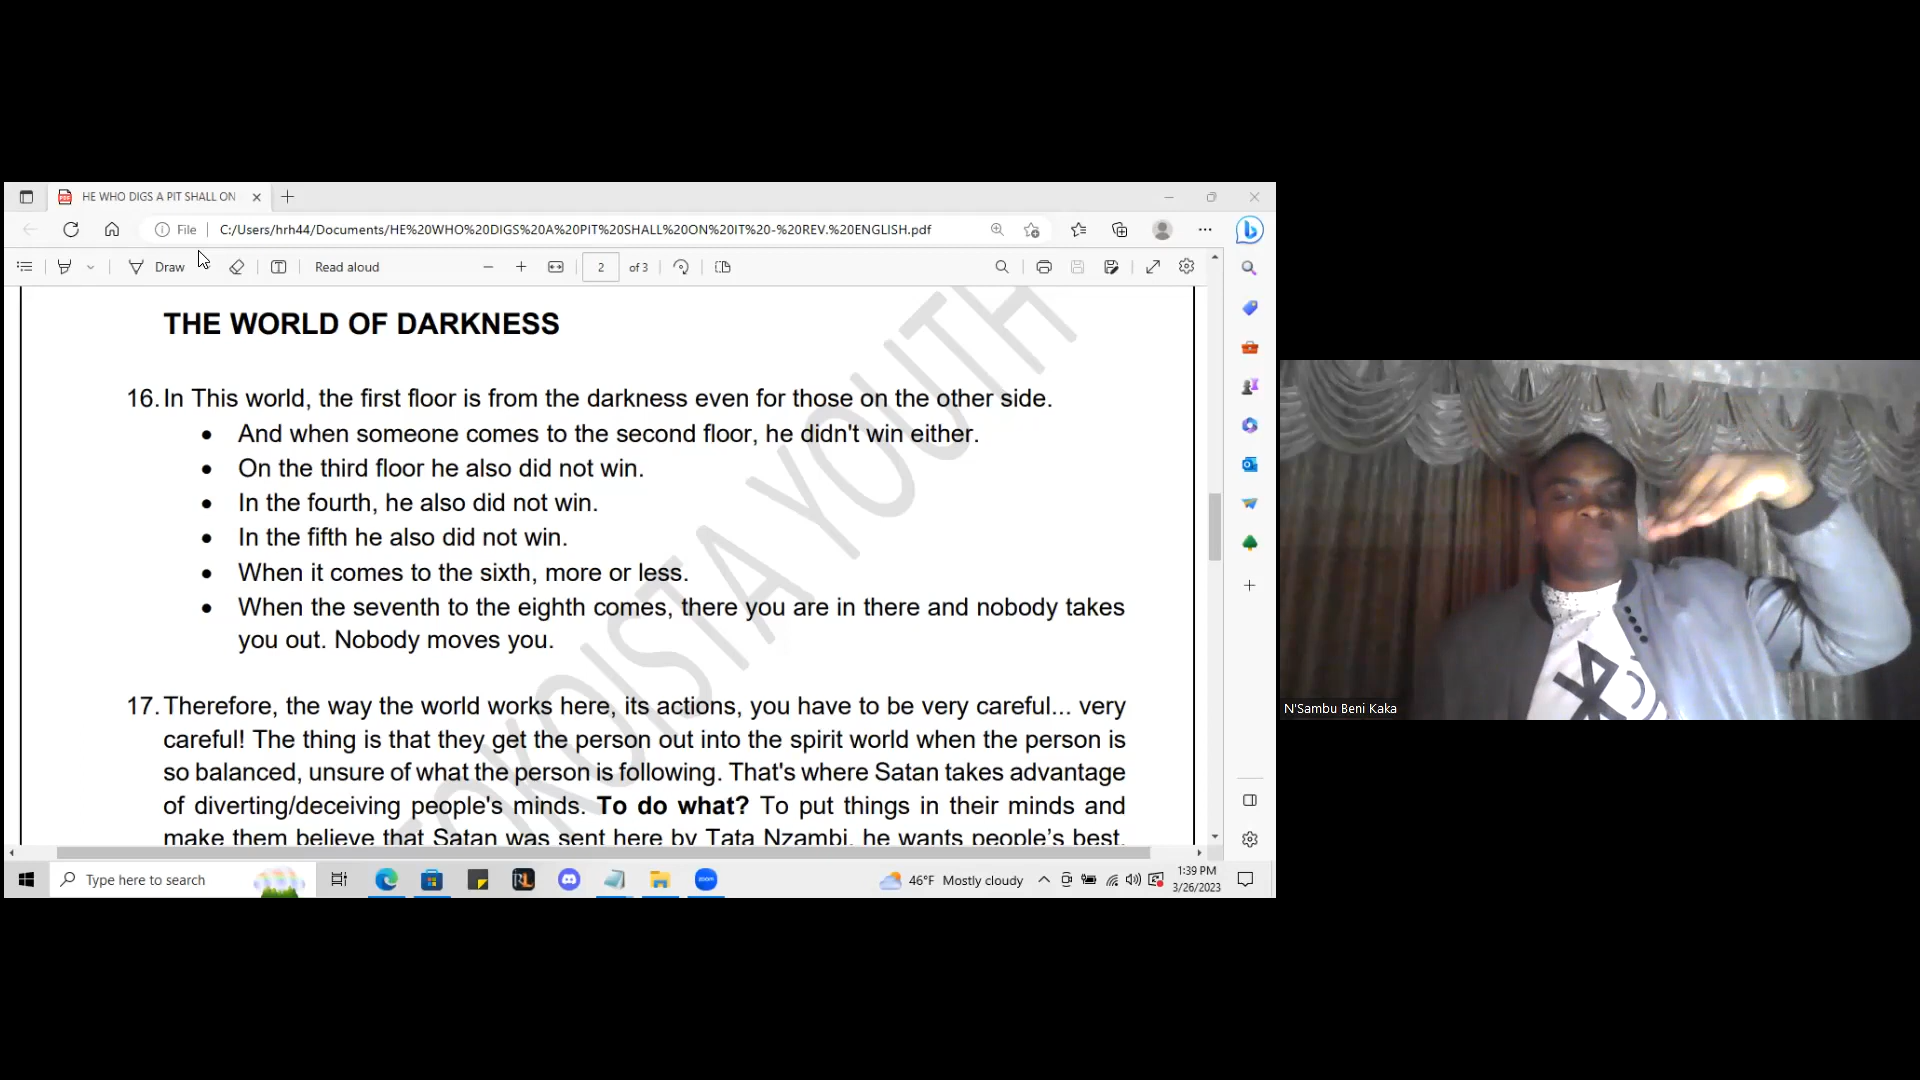 HE WHO DIGS A PIT SHALL ON
File
C:/Users/hrh44/Documents/HE%20WHO%20DIGS%20A%20PIT%20SHALL%20ON%20IT%20-%20REV.%20ENGLISH.pdf
Draw
Read aloud
2
of 3
THE WORLD OF DARKNESS
16. In This world, the first floor is from the darkness even for those on the other side.
• And when someone comes to the second floor, he didn't win either.
• On the third floor he also did not win.
• In the fourth, he also did not win.
• In the fifth he also did not win.
• When it comes to the sixth, more or less.
• When the seventh to the eighth comes, there you are in there and nobody takes
you out. Nobody moves you.
17. Therefore, the way the world works here, its actions, you have to be very careful... very
careful! The thing is that they get the person out into the spirit world when the person is
so balanced, unsure of what the person is following. That's where Satan takes advantage
of diverting/deceiving people's minds. To do what? To put things in their minds and
make them believe that Satan was sent here by Tata Nzambi, he wants people's best.
TOKOISTA YOUTH
N'Sambu Beni Kaka
Type here to search
46°F Mostly cloudy
1:39 PM
3/26/2023